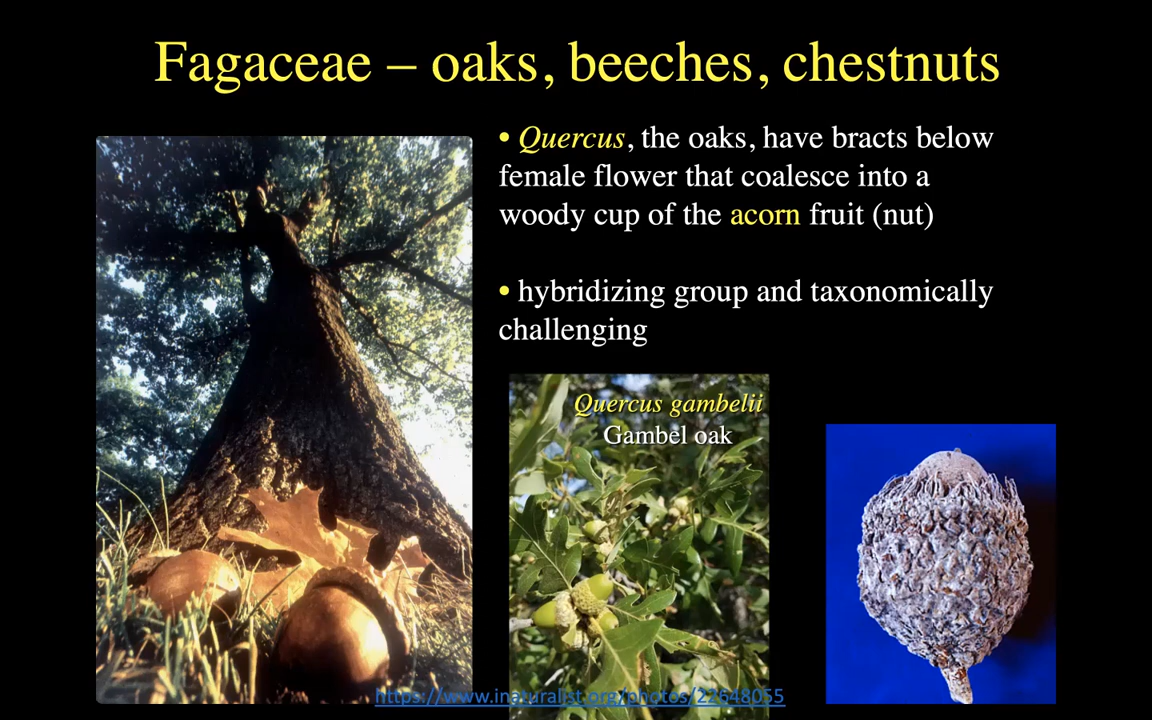 Fagaceae – oaks, beeches, chestnuts
• Quercus, the oaks, have bracts below
female flower that coalesce into a
woody cup of the acorn fruit (nut)
• hybridizing group and taxonomically
challenging
Quercus gambelii
Gambel oak
https://www.inaturalist.org/photos/22648055